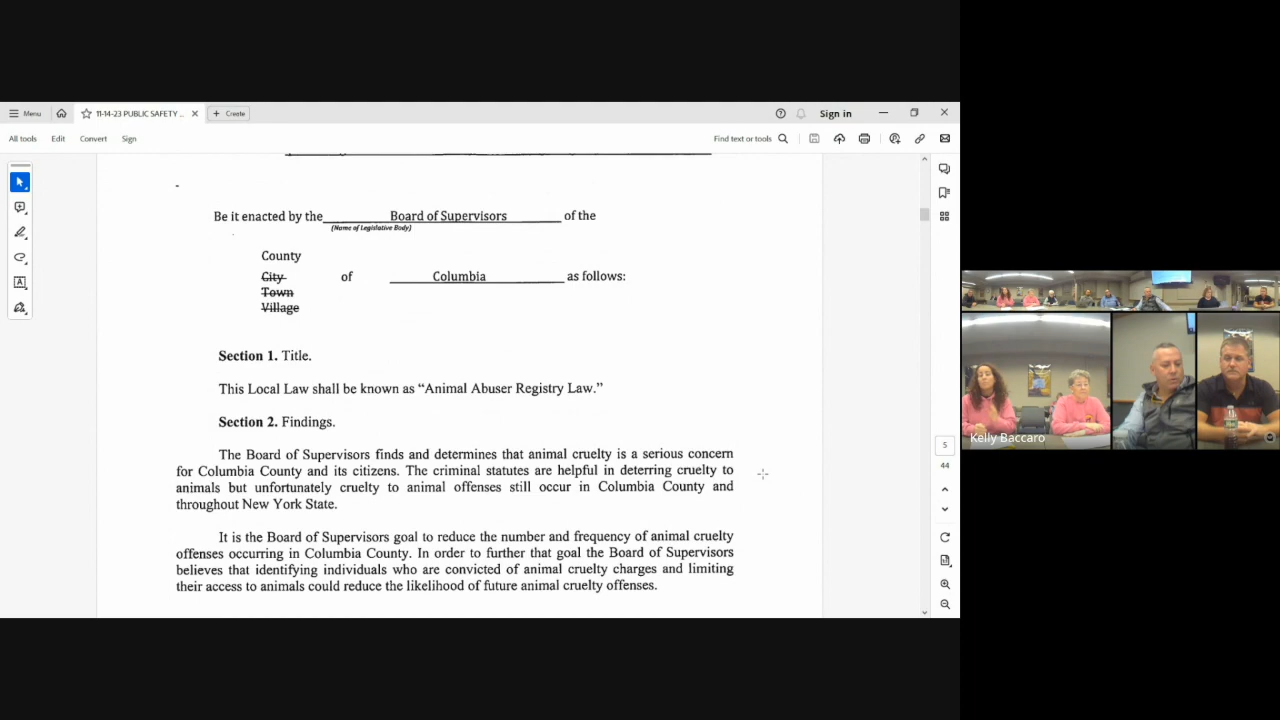 Menu
11-14-23 PUBLIC SAFETY ...
Create
Sign in
All tools
Edit
Convert
Sign
Find text or tools
Be it enacted by the Board of Supervisors of the
(Name of Legislative Body)
County
City of Columbia as follows:
Town
Village
Section 1. Title.
This Local Law shall be known as “Animal Abuser Registry Law.”
Section 2. Findings.
The Board of Supervisors finds and determines that animal cruelty is a serious concern
for Columbia County and its citizens. The criminal statutes are helpful in deterring cruelty to
animals but unfortunately cruelty to animal offenses still occur in Columbia County and
throughout New York State.
It is the Board of Supervisors goal to reduce the number and frequency of animal cruelty
offenses occurring in Columbia County. In order to further that goal the Board of Supervisors
believes that identifying individuals who are convicted of animal cruelty charges and limiting
their access to animals could reduce the likelihood of future animal cruelty offenses.
5
44
Kelly Baccaro